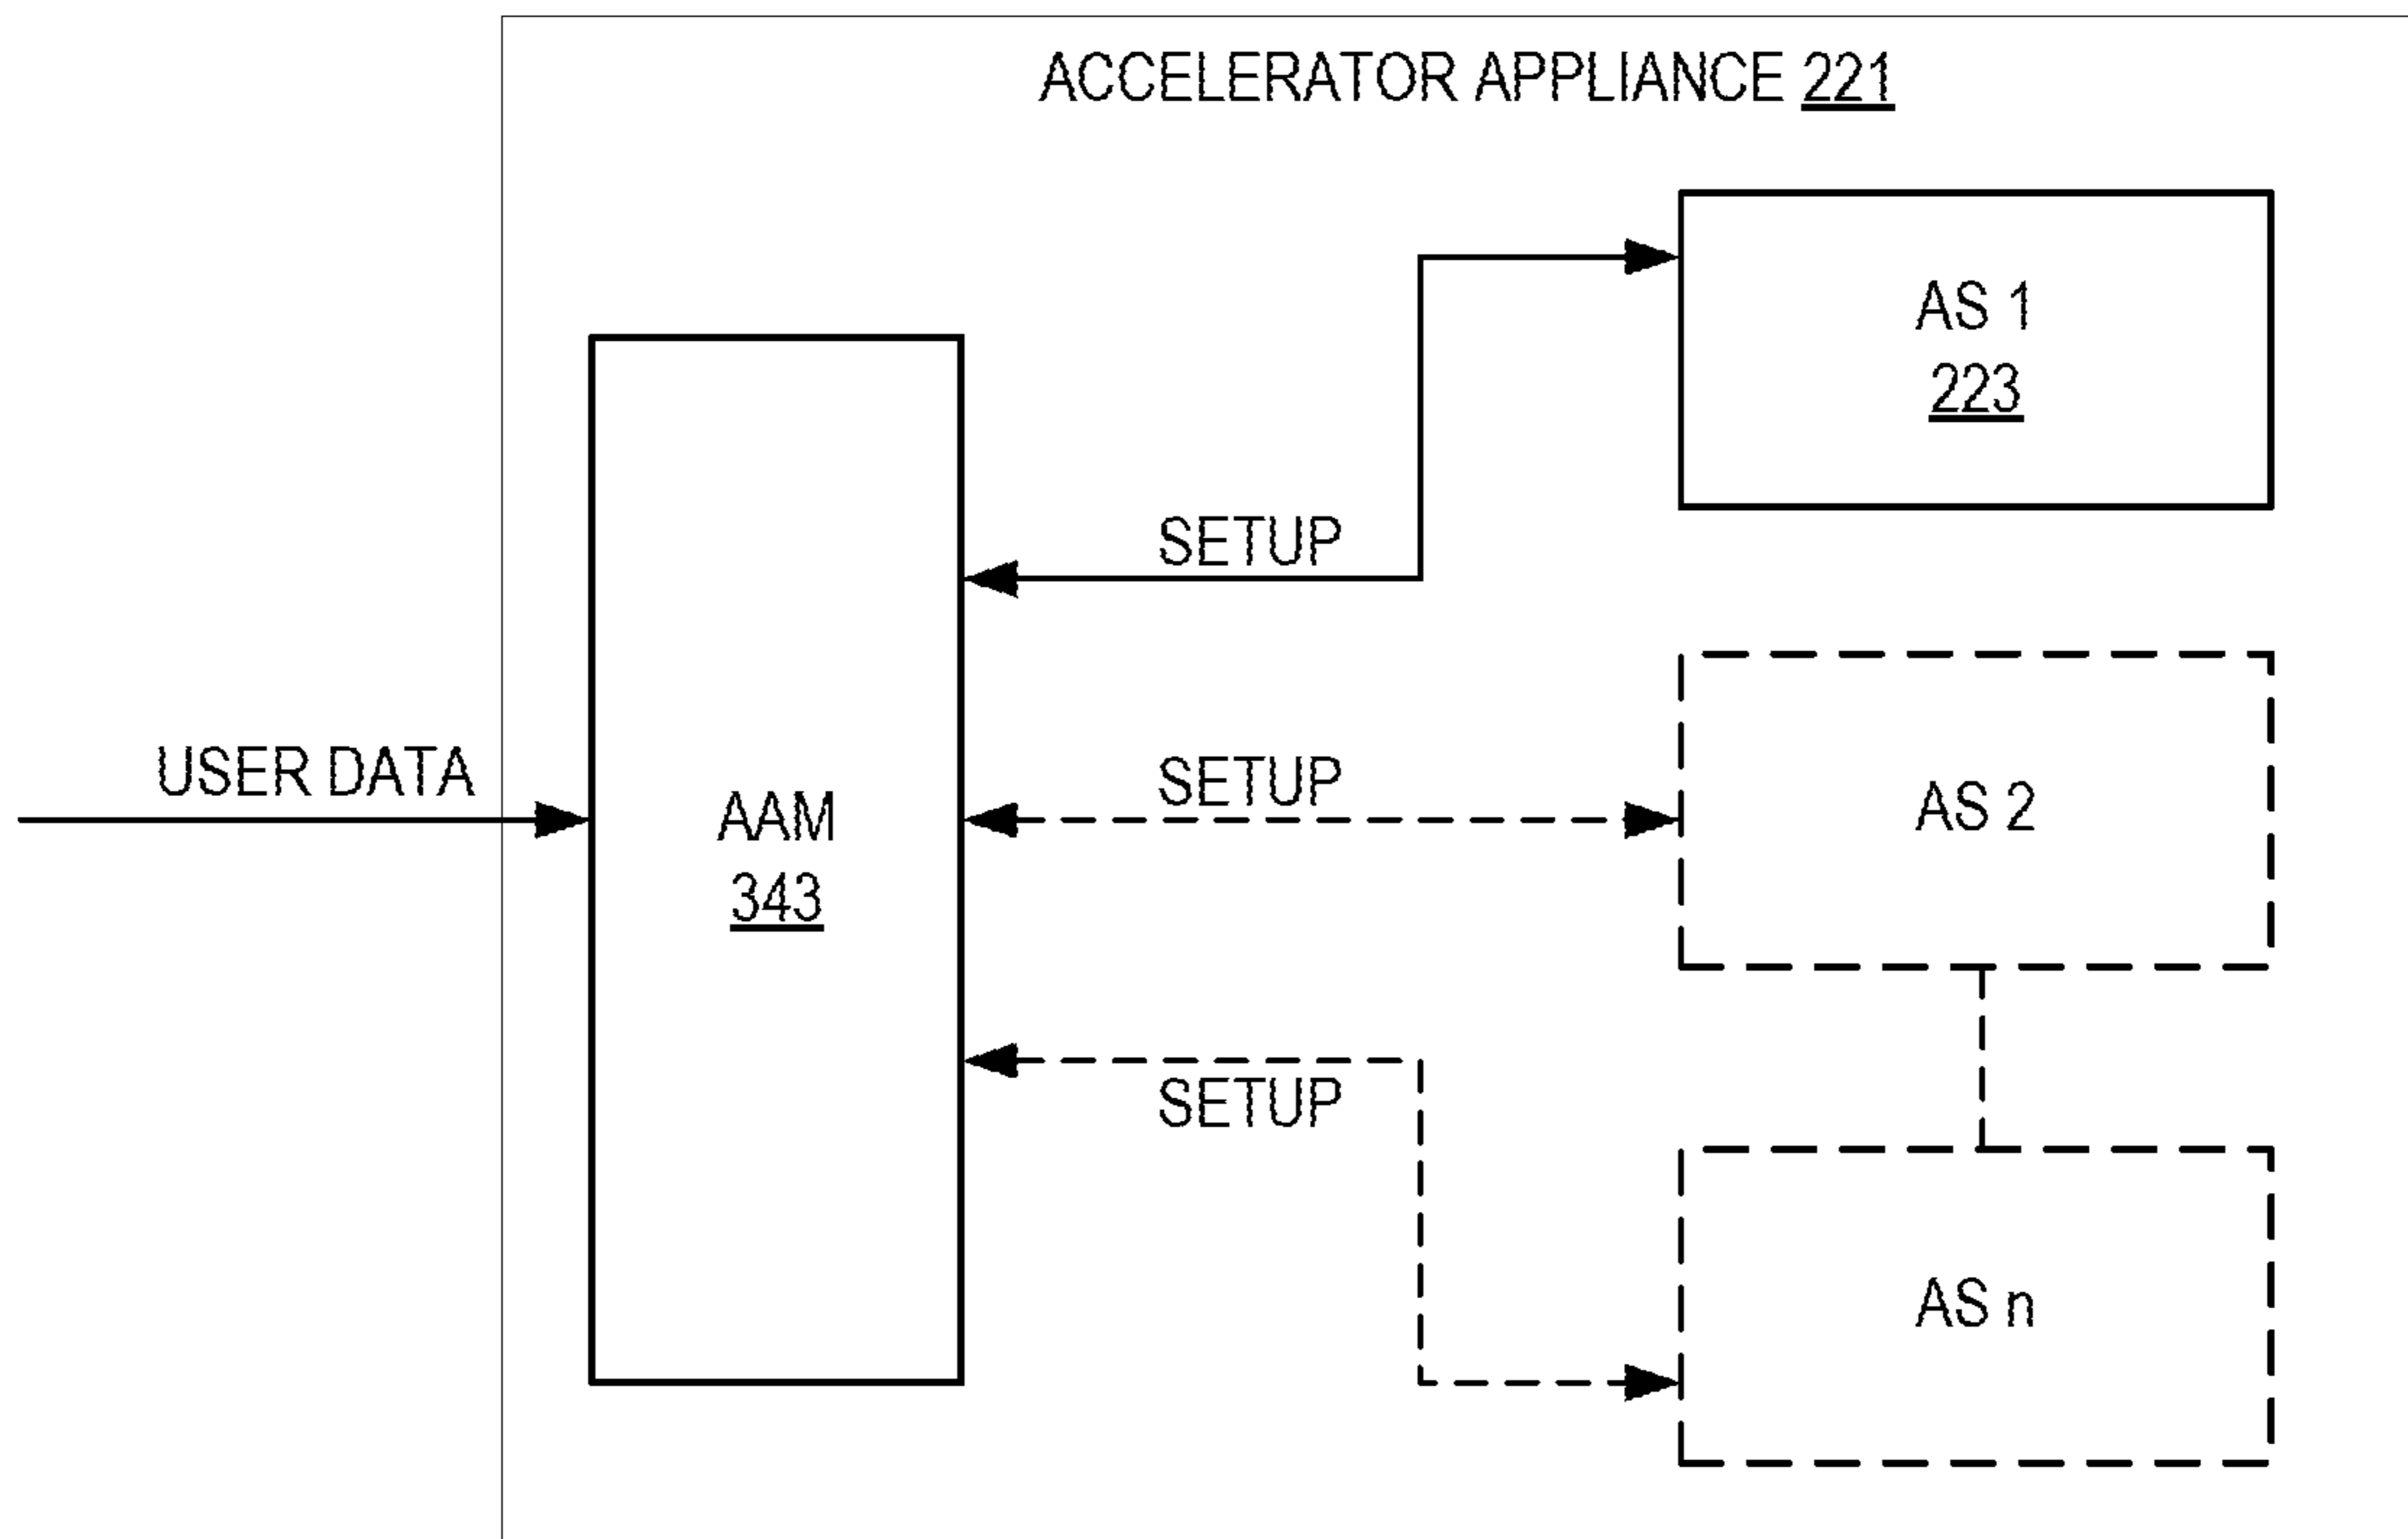 ACCELERATOR APPLIANCE 221
AS 1
223
SETUP
USER DATA
SETUP
AS 2
AAM
343
SETUP
AS n